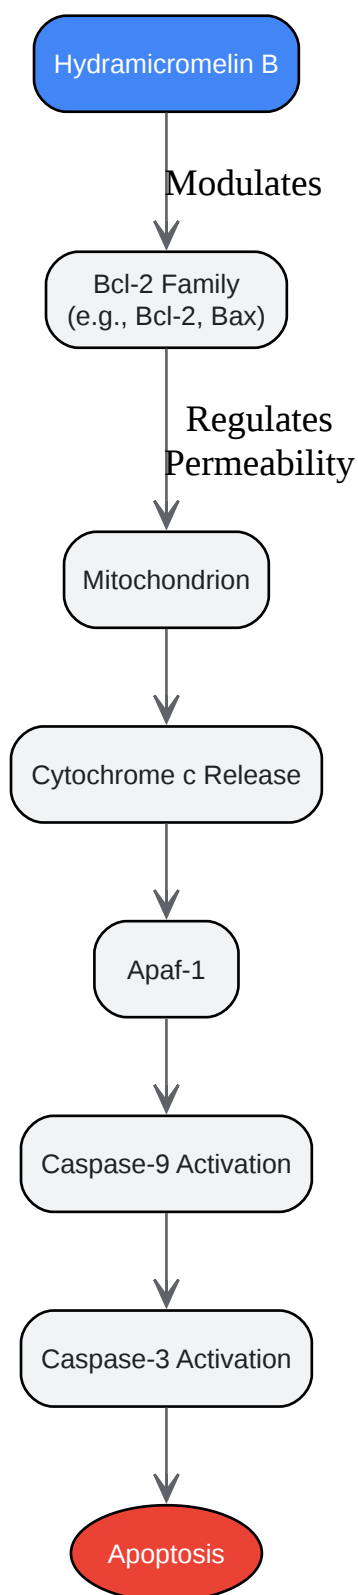 Hydramicromelin B
Modulates
Bcl-2 Family
(e.g., Bcl-2, Bax)
Regulates
Permeability
Mitochondrion
Cytochrome c Release
Apaf-1
Caspase-9 Activation
Caspase-3 Activation
Apoptosis